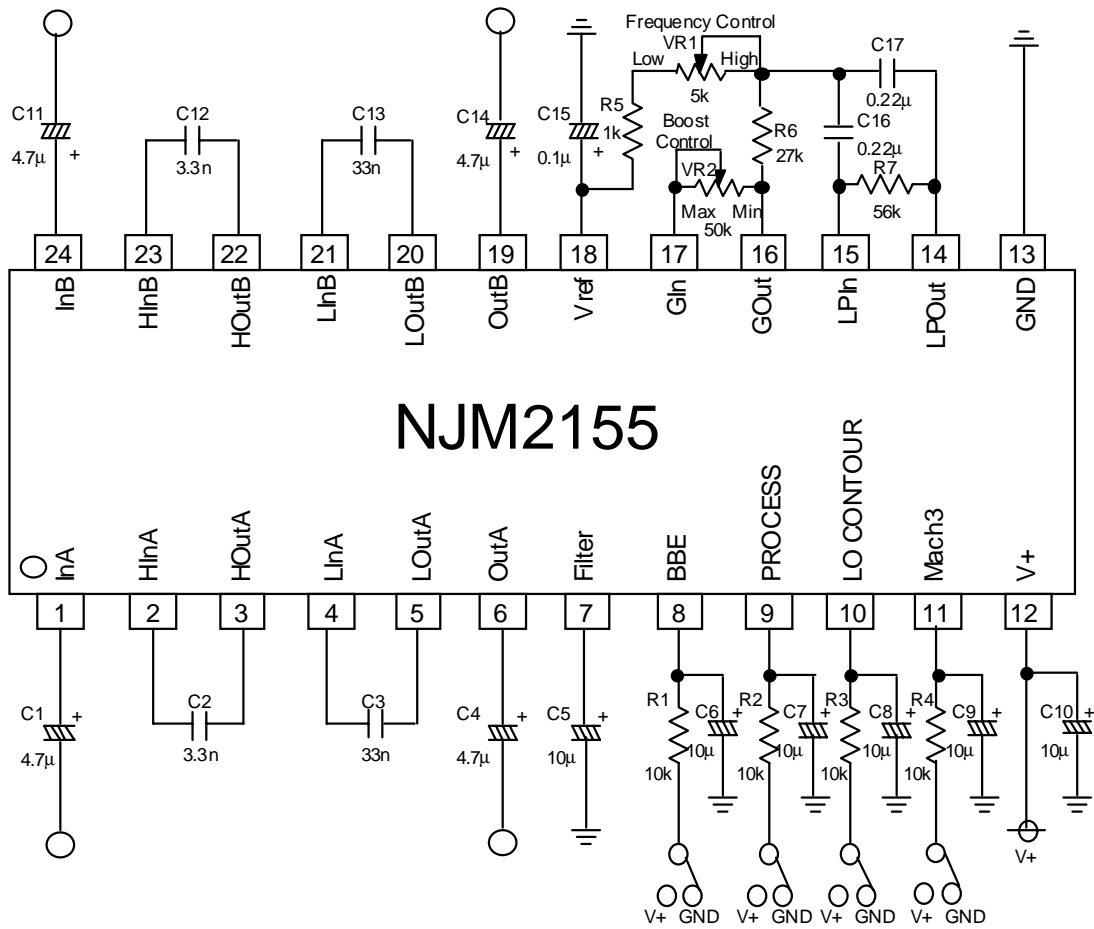 Frequency Control
VR1
Low
High
5k
C17
0.22μ
C11
4.7μ
+
C12
3.3n
C13
33n
C14
4.7μ
+
C15
0.1μ
+
R5
1k
Boost
Control
VR2
Max
Min
50k
R6
27k
C16
0.22μ
R7
56k
24
23
22
21
20
19
18
17
16
15
14
13
InB
HInB
HOutB
LInB
LOutB
OutB
Vref
GIn
GOut
LPIn
LPOut
GND
NJM2155
InA
HInA
HOutA
LInA
LOutA
OutA
Filter
BBE
PROCESS
LO CONTOUR
Mach3
V+
1
2
3
4
5
6
7
8
9
10
11
12
C1
+
4.7μ
C2
3.3n
C3
33n
C4
+
4.7μ
C5
+
10μ
R1
10k
C6
+
10μ
R2
10k
C7
+
10μ
R3
10k
C8
+
10μ
R4
10k
C9
+
10μ
C10
+
10μ
V+
V+ GND
V+ GND
V+ GND
V+ GND